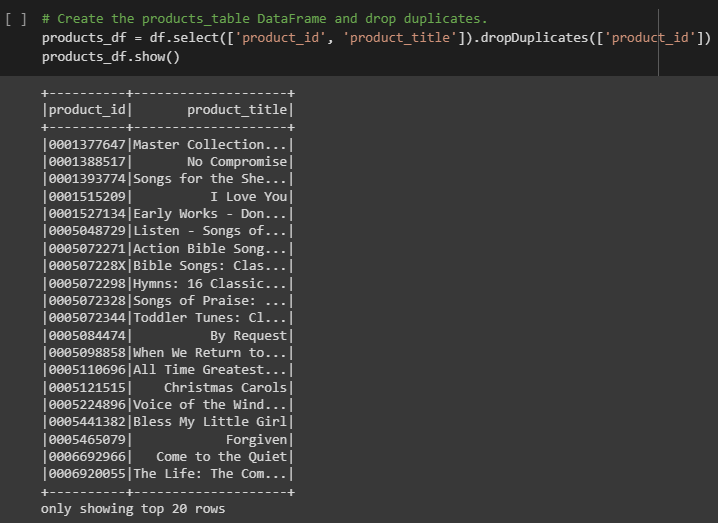 [ ] # Create the products_table DataFrame and drop duplicates.
products_df = df.select(['product_id', 'product_title']).dropDuplicates(['product_id'])
products_df.show()
+----------+--------------------+
|product_id|       product_title|
+----------+--------------------+
|0001377647|Master Collection...|
|0001388517|       No Compromise|
|0001393774|Songs for the She...|
|0001515209|          I Love You|
|0001527134|Early Works - Don...|
|0005048729|Listen - Songs of...|
|0005072271|Action Bible Song...|
|000507228X|Bible Songs: Clas...|
|0005072298|Hymns: 16 Classic...|
|0005072328|Songs of Praise: ...|
|0005072344|Toddler Tunes: Cl...|
|0005084474|          By Request|
|0005098858|When We Return to...|
|0005110696|All Time Greatest...|
|0005121515|    Christmas Carols|
|0005224896|Voice of the Wind...|
|0005441382|Bless My Little Girl|
|0005465079|            Forgiven|
|0006692966|   Come to the Quiet|
|0006920055|The Life: The Com...|
+----------+--------------------+
only showing top 20 rows